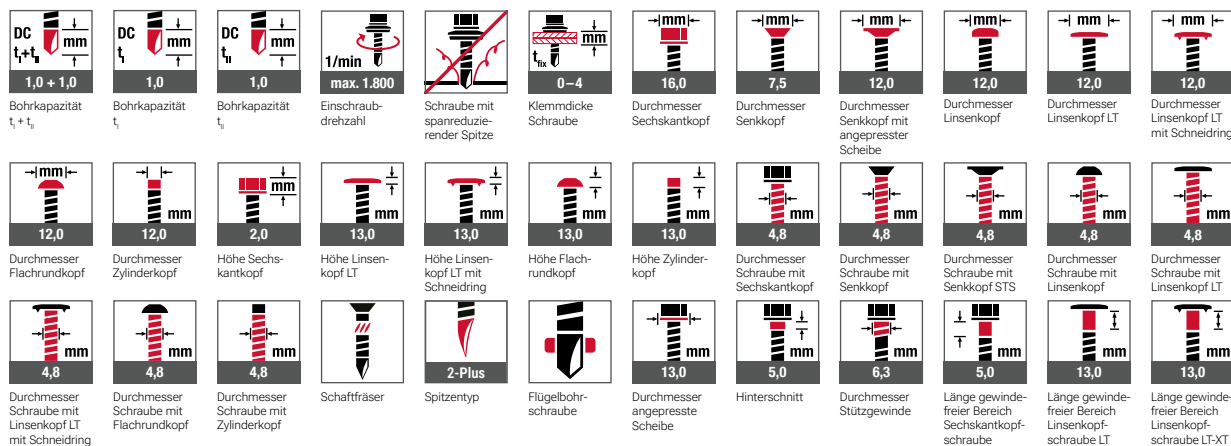 DC
t_I+t_II
mm
1,0 + 1,0
Bohrkapazität
t_I + t_II
DC
t_I
mm
1,0
Bohrkapazität
t_I
DC
t_II
mm
1,0
Bohrkapazität
t_II
1/min
max. 1.800
Einschraub-
drehzahl
Schraube mit
spanreduzie-
render Spitze
mm
t_fix
0–4
Klemmdicke
Schraube
mm
16,0
Durchmesser
Sechskantkopf
mm
7,5
Durchmesser
Senkkopf
mm
12,0
Durchmesser
Senkkopf mit
angepresster
Scheibe
mm
12,0
Durchmesser
Linsenkopf
mm
12,0
Durchmesser
Linsenkopf LT
mm
12,0
Durchmesser
Linsenkopf LT
mit Schneidring
mm
12,0
Durchmesser
Flachrundkopf
mm
12,0
Durchmesser
Zylinderkopf
mm
2,0
Höhe Sechs-
kantkopf
mm
13,0
Höhe Linsen-
kopf LT
mm
13,0
Höhe Linsen-
kopf LT mit
Schneidring
mm
13,0
Höhe Flach-
rundkopf
mm
13,0
Höhe Zylinder-
kopf
mm
4,8
Durchmesser
Schraube mit
Sechskantkopf
mm
4,8
Durchmesser
Schraube mit
Senkkopf
mm
4,8
Durchmesser
Schraube mit
Senkkopf STS
mm
4,8
Durchmesser
Schraube mit
Linsenkopf
mm
4,8
Durchmesser
Schraube mit
Linsenkopf LT
mm
4,8
Durchmesser
Schraube mit
Linsenkopf LT
mit Schneidring
mm
4,8
Durchmesser
Schraube mit
Flachrundkopf
mm
4,8
Durchmesser
Schraube mit
Zylinderkopf
Schaftfräser
2-Plus
Spitzentyp
Flügelbohr-
schraube
mm
13,0
Durchmesser
angepresste
Scheibe
mm
5,0
Hinterschnitt
mm
6,3
Durchmesser
Stützgewinde
mm
5,0
Länge gewinde-
freier Bereich
Sechskantkopf-
schraube
mm
13,0
Länge gewinde-
freier Bereich
Linsenkopf-
schraube LT
mm
13,0
Länge gewinde-
freier Bereich
Linsenkopf-
schraube LT-XT